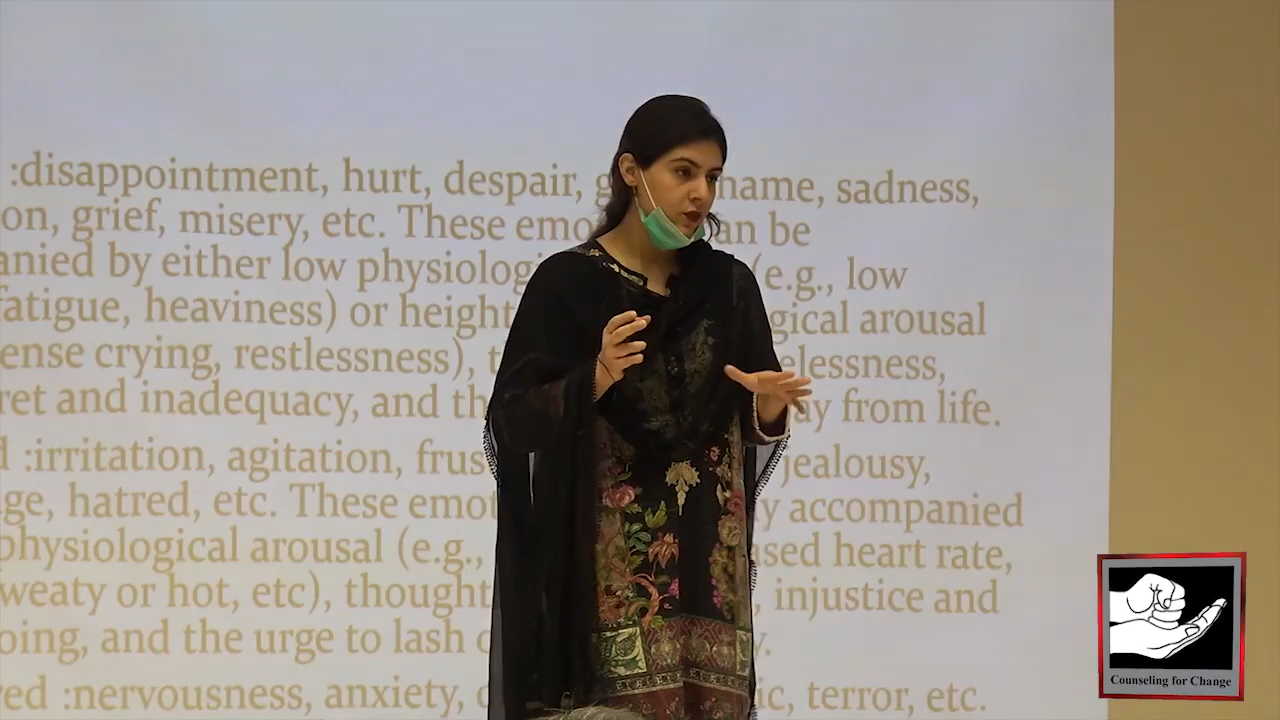 :disappointment, hurt, despair, g name, sadness,
on, grief, misery, etc. These emo an be
anied by either low physiolog (e.g., low
fatigue, heaviness) or height gical arousal
ense crying, restlessness), t elessness,
ret and inadequacy, and th ay from life.
d :irritation, agitation, frus jealousy,
ge, hatred, etc. These emot y accompanied
physiological arousal (e.g., ased heart rate,
weaty or hot, etc), thought , injustice and
oing, and the urge to lash o y.
red :nervousness, anxiety, ic, terror, etc.
Counseling for Change